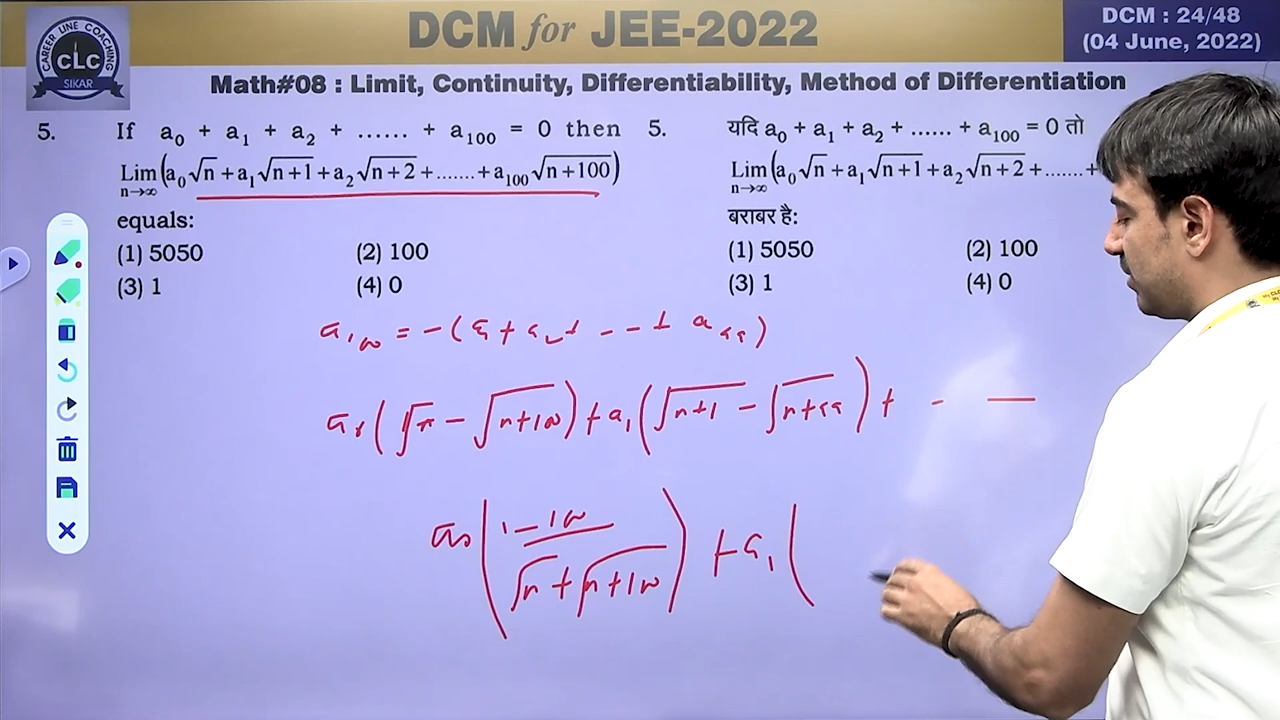 DCM for JEE-2022
DCM : 24/48
(04 June, 2022)
CAREER LINE COACHING
CLC
SIKAR
Math#08 : Limit, Continuity, Differentiability, Method of Differentiation
5. If a₀ + a₁ + a₂ + ...... + a₁₀₀ = 0 then
Lim n→∞ (a₀√n + a₁√n+1 + a₂√n+2 + ....... + a₁₀₀√n+100)
equals:
(1) 5050 (2) 100
(3) 1 (4) 0
5. यदि a₀ + a₁ + a₂ + ...... + a₁₀₀ = 0 तो
Lim n→∞ (a₀√n + a₁√n+1 + a₂√n+2 + ....... +
बराबर है:
(1) 5050 (2) 100
(3) 1 (4) 0
a₁₀₀ = -(a₁ + a₂ + - - + a₉₉)
a₀(√n - √n+100) + a₁(√n+1 - √n+99) + - —
a₀(1-100 / √n + √n+100) + a₁(